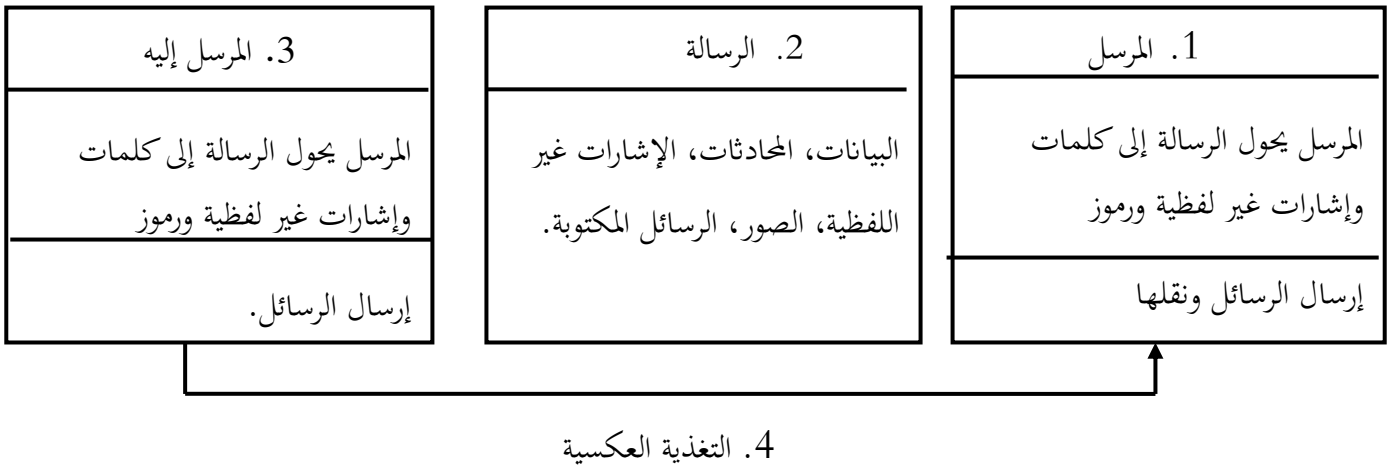 1. المرسل
المرسل يحول الرسالة إلى كلمات
وإشارات غير لفظية ورموز
إرسال الرسائل ونقلها
2. الرسالة
البيانات، المحادثات، الإشارات غير
اللفظية، الصور، الرسائل المكتوبة.
3. المرسل إليه
المرسل يحول الرسالة إلى كلمات
وإشارات غير لفظية ورموز
إرسال الرسائل.
4. التغذية العكسية